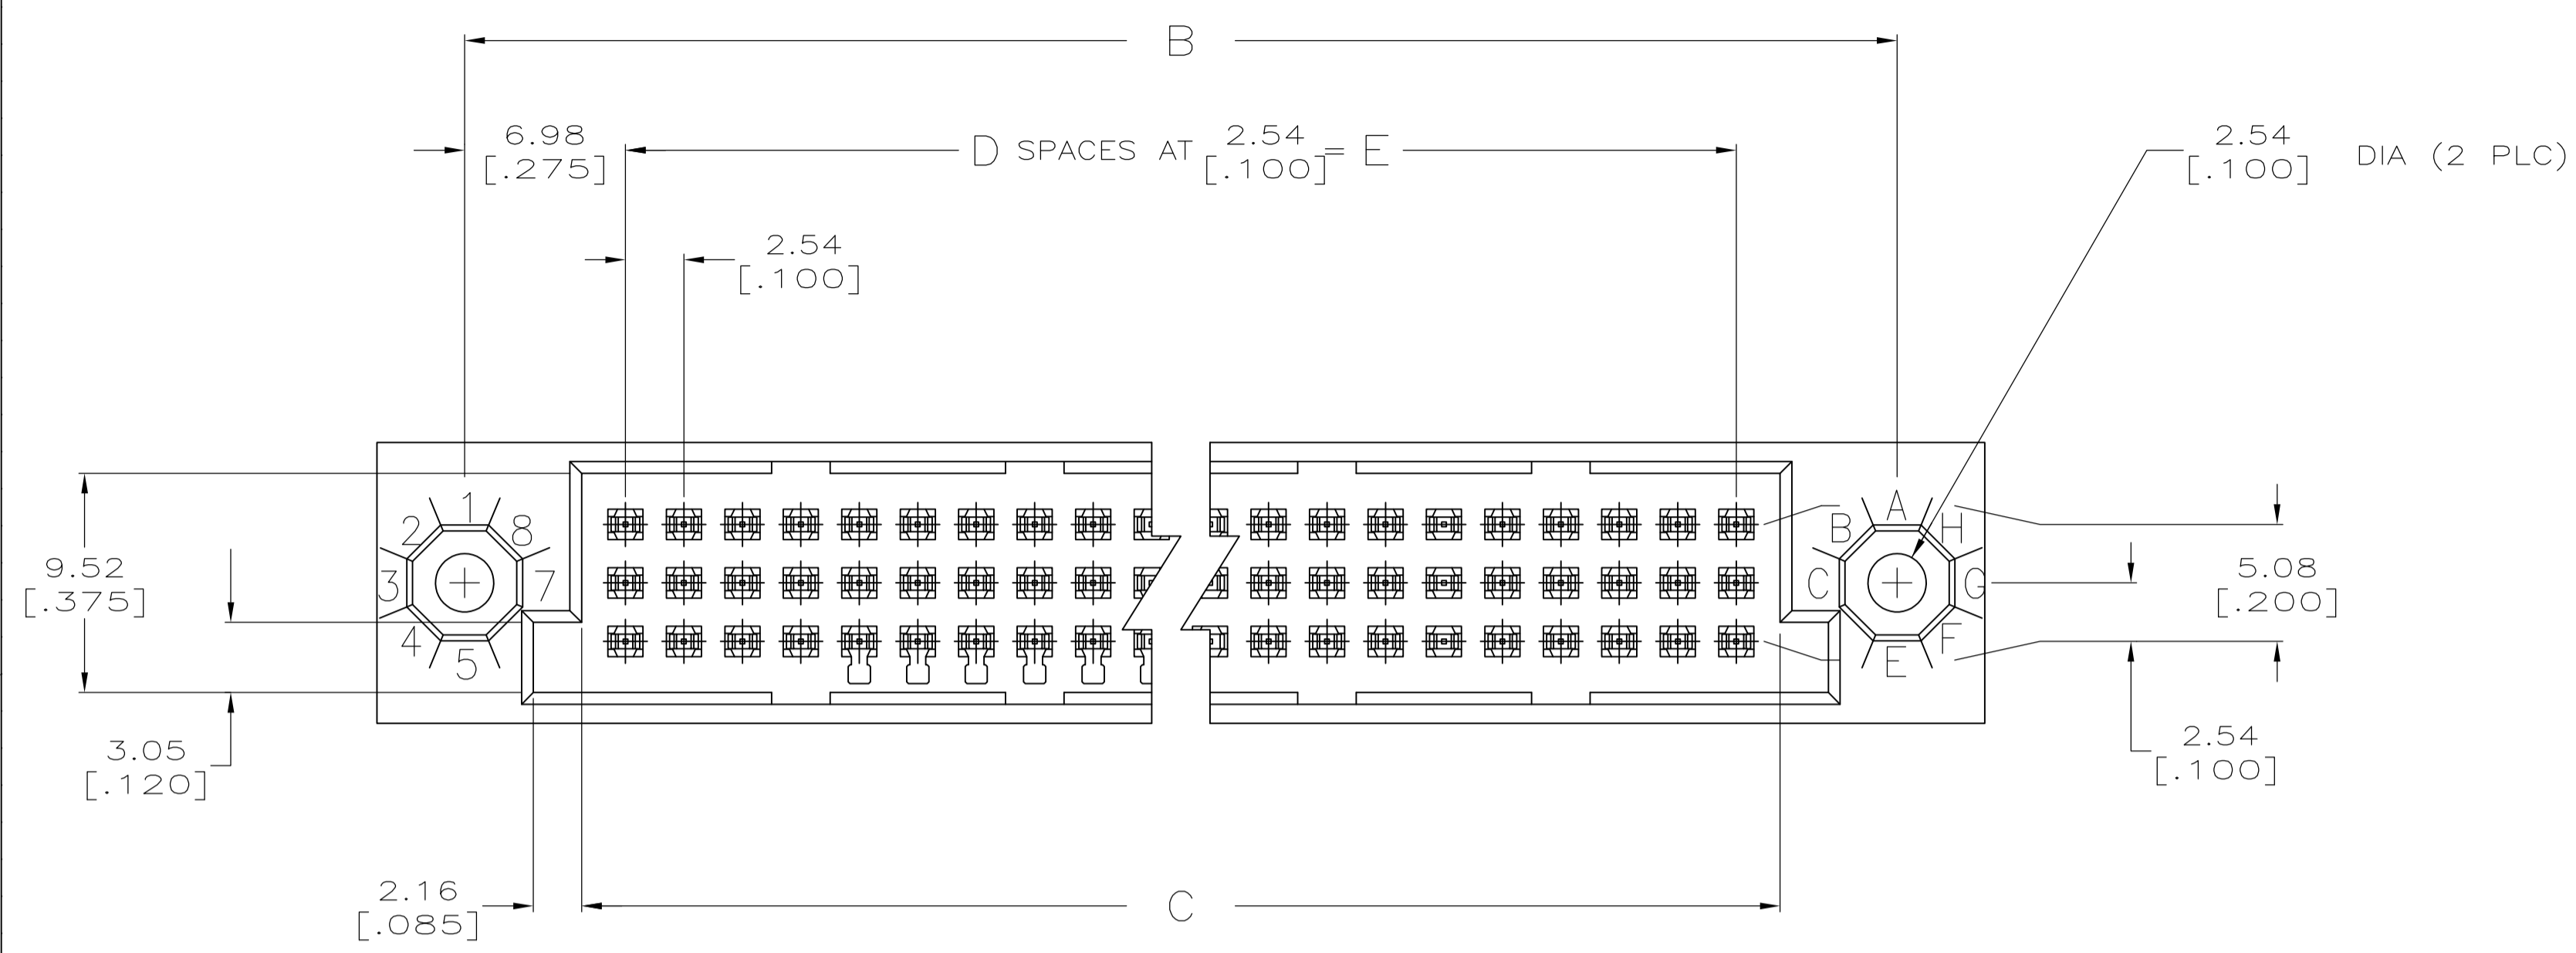 B
6.98
[.275]
D SPACES AT 2.54 = E
[.100]
2.54
[.100] DIA (2 PLC)
2.54
[.100]
1
2
8
3
7
4
5
A
B
H
C
G
F
E
9.52
[.375]
5.08
[.200]
3.05
[.120]
2.54
[.100]
2.16
[.085]
C